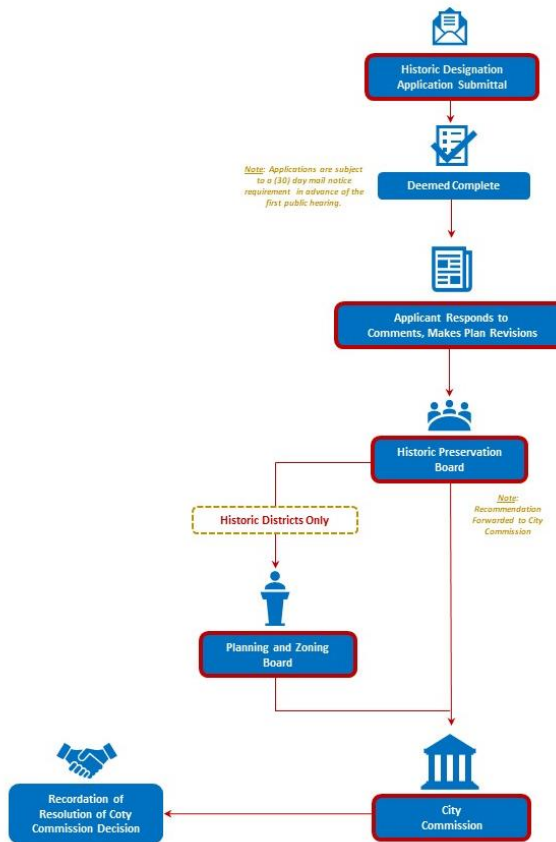 Historic Designation
Application Submittal
Note: Applications are subject
to a (30) day mail notice
requirement in advance of the
first public hearing.
Deemed Complete
Applicant Responds to
Comments, Makes Plan Revisions
Historic Preservation
Board
Historic Districts Only
Note:
Recommendation
Forwarded to City
Commission
Planning and Zoning
Board
Recordation of
Resolution of Coty
Commission Decision
City
Commission